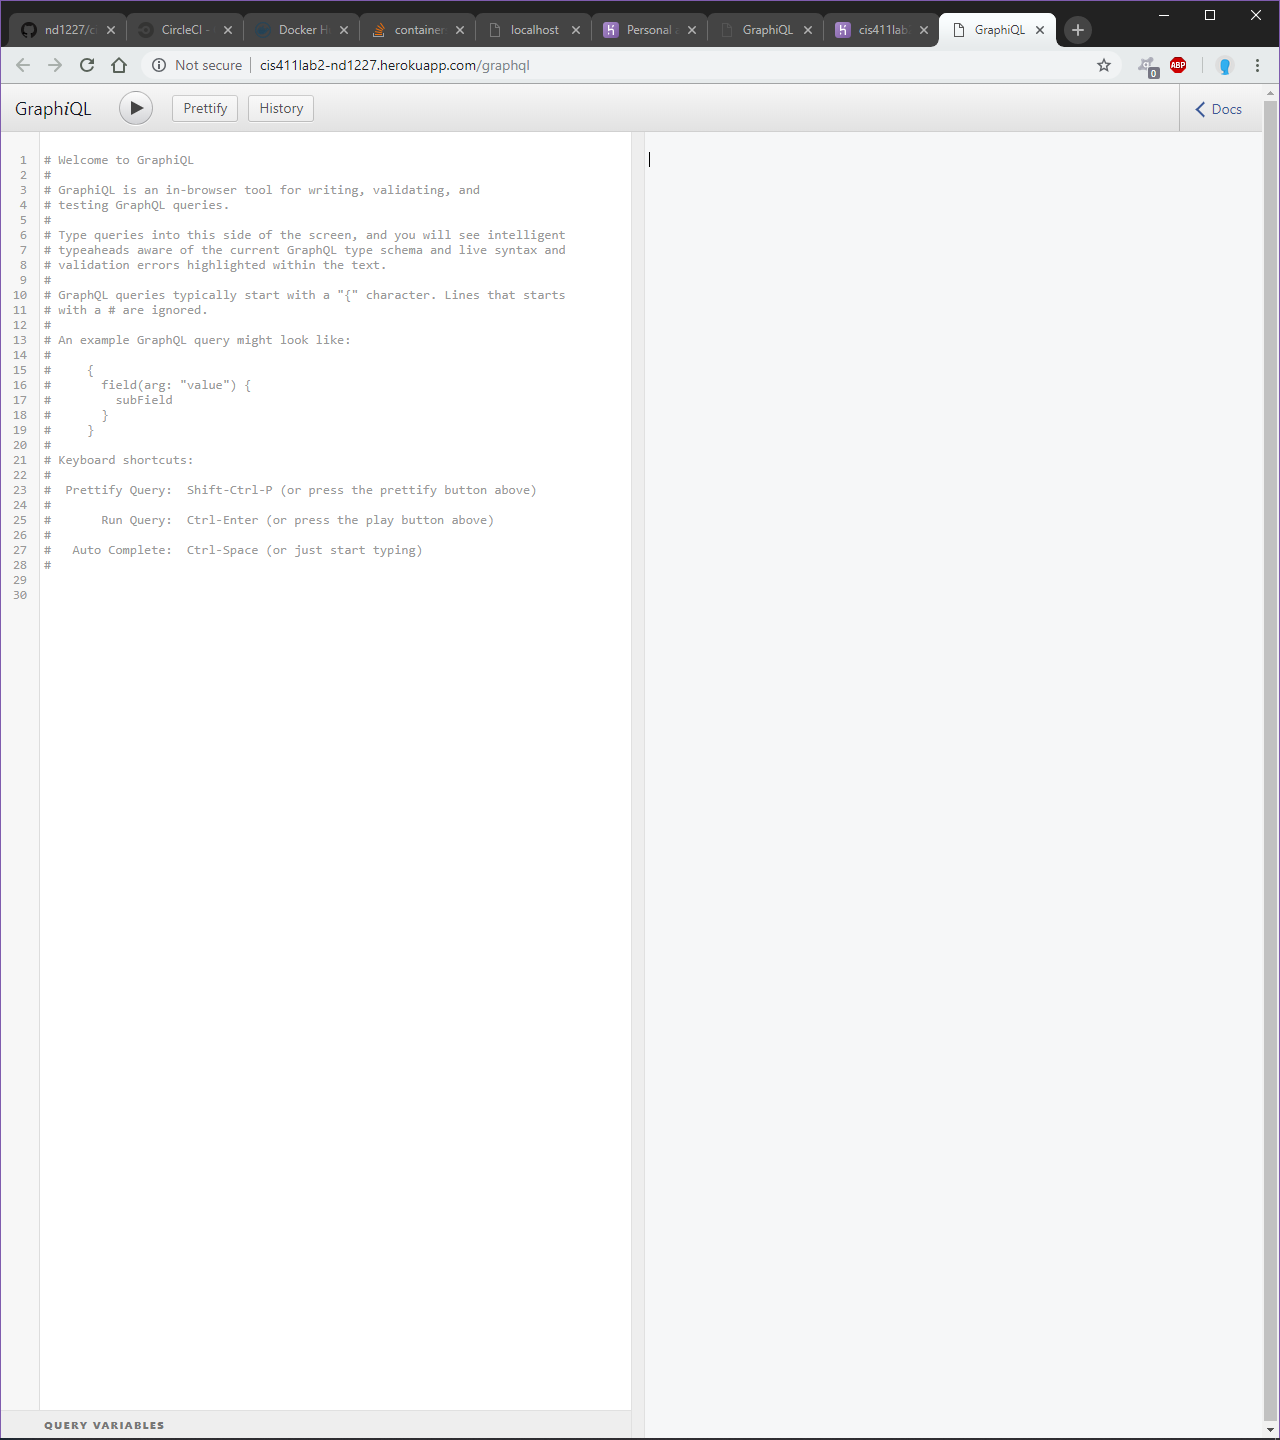 nd1227/ci CircleCI - Docker H container localhost Personal GraphiQL cis411lab GraphiQL
Not secure cis411lab2-nd1227.herokuapp.com/graphql 0 ABP
GraphiQL Prettify History Docs
1 # Welcome to GraphiQL
2 #
3 # GraphiQL is an in-browser tool for writing, validating, and
4 # testing GraphQL queries.
5 #
6 # Type queries into this side of the screen, and you will see intelligent
7 # typeaheads aware of the current GraphQL type schema and live syntax and
8 # validation errors highlighted within the text.
9 #
10 # GraphQL queries typically start with a "{" character. Lines that starts
11 # with a # are ignored.
12 #
13 # An example GraphQL query might look like:
14 #
15 #     {
16 #       field(arg: "value") {
17 #         subField
18 #       }
19 #     }
20 #
21 # Keyboard shortcuts:
22 #
23 #  Prettify Query:  Shift-Ctrl-P (or press the prettify button above)
24 #
25 #       Run Query:  Ctrl-Enter (or press the play button above)
26 #
27 #   Auto Complete:  Ctrl-Space (or just start typing)
28 #
29
30
QUERY VARIABLES